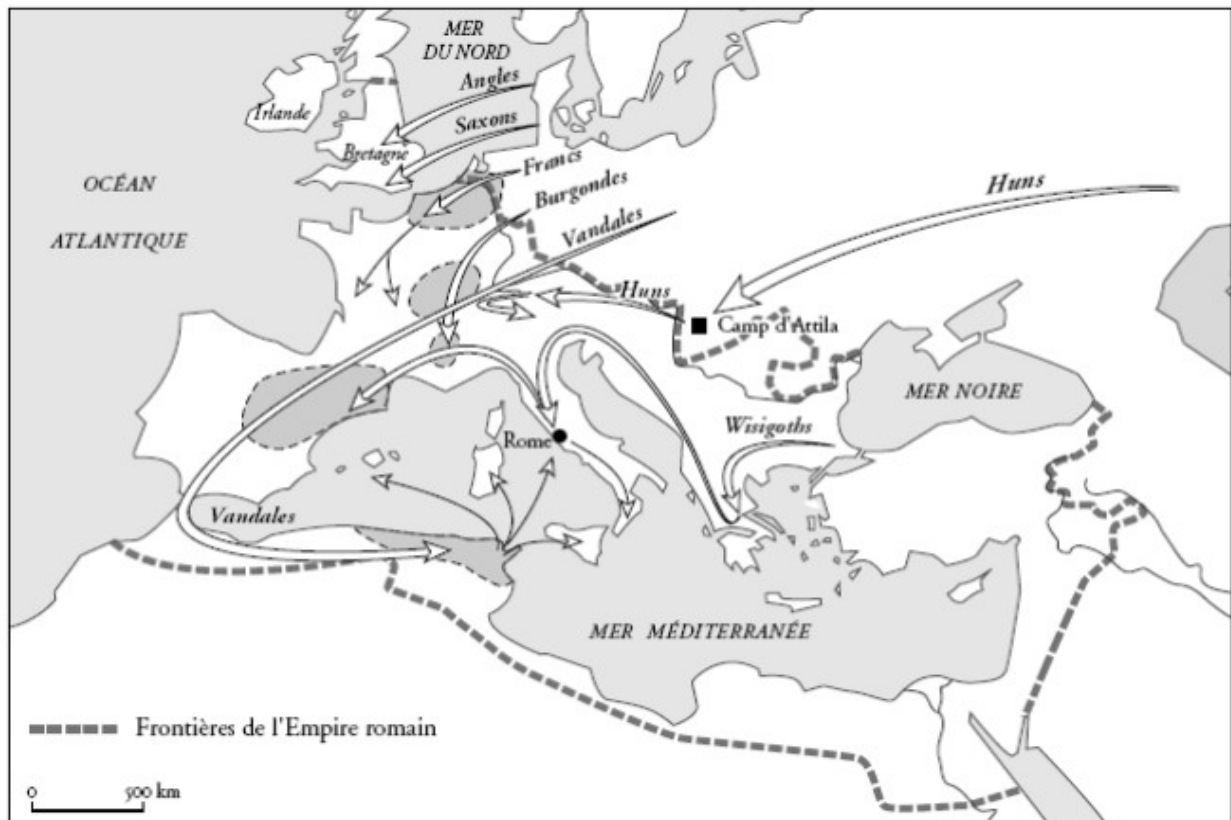 MER
DU NORD
Angles
Irlande
Saxons
Bretagne
Francs
OCÉAN
ATLANTIQUE
Burgondes
Huns
Vandales
Huns
Camp d'Attila
MER NOIRE
Wisigoths
Rome
Vandales
MER MÉDITERRANÉE
Frontières de l'Empire romain
0 500 km